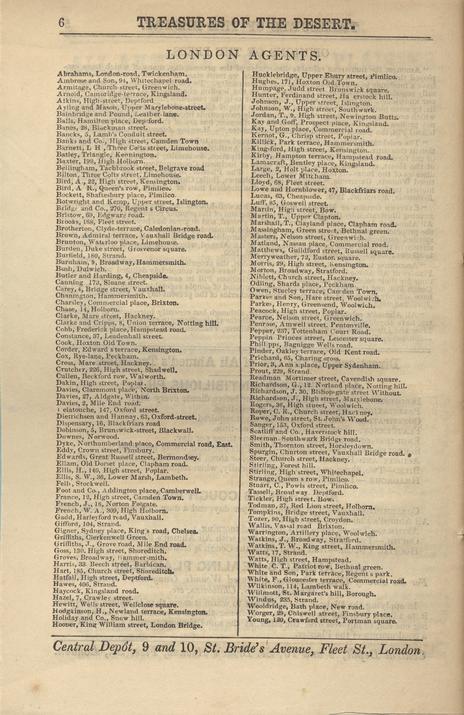 6 TREASURES OF THE DESERT.
LONDON AGENTS.
Abrahams, London-road, Twickenham.
Ambrose and Son, 94, Whitechapel road.
Armitage, Church-street, Greenwich.
Arnold, Cambridge-terrace, Kingsland.
Atkins, High-street, Deptford
Ayling and Mason, Upper Marylebone-street.
Bainbridge and Pound, Leather lane.
Balls, Hamilton place, Deptford.
Banes, 28, Blackman street.
Bancks, 5, Lamb's Conduit street.
Banks and Co., High street, Camden Town
Barnett, L H, Three Colts street, Limehouse.
Batley, Triangle, Kennington.
Baxter, 199, High Holborn.
Bellingham, Tachbrook street, Belgrave road
Bilton, Three Colts street, Limehouse.
Bird, A, 22, High street, Kensington.
Bird, A R., Queen's row, Pimlico.
Bockett, Shaftesbury place, Pimlico.
Botwright and Kemp, Upper street, Islington.
Bridge and Co., 270, Regent s Circus.
Bristow, 69, Edgware road.
Brooks, 168, Fleet street.
Brotherton, Clyde-terrace, Caledonian-road.
Brown, Admiral terrace, Vauxhall Bridge road.
Brunton, Waterloo place, Limehouse.
Burden, Duke street, Grosvenor square.
Burfield, 180, Strand.
Burnham, 9, Broadway, Hammersmith.
Bush, Dulwich.
Butler and Harding, 4, Cheapside.
Canning 173, Sloane street.
Carey, 4, Bridge street, Vauxhall.
Champness, Hammersmith.
Charsley, Commercial place, Brixton.
Chase, 14, Holborn.
Clarke, Mare street, Hackney.
Clarke and Cripps, 8, Union terrace, Notting hill.
Cobb, Frederick place, Hampstead road.
Constance, 37, Leadenhall street.
Cook, Hoxton Old Town.
Corder, Edward s terrace, Kensington.
Cox, Rye-lane, Peckham.
Cross, Mare street, Hackney.
Crutcher, 226, High street, Shadwell.
Cullen, Beckford row, Walworth.
Dakin, High street, Poplar.
Davies, Claremont place, North Brixton.
Davies, 27, Aldgate, Within.
Davies, 2, Mile End road.
Delatouche, 147, Oxford street.
Dietrichsen and Hannay, 63, Oxford-street.
Dispensary, 16, Blackfriars road
Dobinson, 5, Brunswick-street, Blackwall.
Downes, Norwood.
Dyke, Northumberland place, Commercial road, East.
Eddy, Crown street, Finsbury.
Edwards, Great Russell street, Bermondsey.
Ellam, Old Dorset place, Clapham road.
Ellis, H., 146, High street, Poplar.
Ellis, S. W., 36, Lower Marsh, Lambeth.
Felb, Stockwell.
Foot and Co., Addington place, Camberwell.
France, 12, High street, Camden Town.
French, J., 18, Norton Folgate.
French, W. A., 309, High Holborn.
Gadd, Harleyford road, Vauxhall.
Gifford, 104, Strand.
Gigner, Sydney place, King's road, Chelsea.
Griffiths, Clerkenwell Green.
Griffiths, J., Grove road, Mile End road.
Goss, 130, High street, Shoreditch.
Groves, Broadway, Hammersmith.
Harris, 33, Beech street, Barbican.
Hart, 185, Church street, Shoreditch.
Hatfall, High street, Deptford.
Hawes, 400, Strand.
Haycock, Kingsland road.
Hazel, 7, Crawley street.
Hewitt, Wells street, Wellclose square.
Hodgkinson, H., Newland terrace, Kensington.
Holiday and Co., Snow hill.
Hooper, King William street, London Bridge.
Hucklebridge, Upper Ebury street, Pimlico.
Hughes, 171, Hoxton Old Town.
Humpage, Judd street Brunswick square.
Hunter, Ferdinand street, Haverstock hill.
Johnson, J., Upper street, Islington.
Johnson, W., High street, Southwark.
Jordan, T., 9, High street, Newington Butts.
Kay and Goff, Prospect place, Kingsland.
Kay, Upton place, Commercial road.
Kernot, G., Chrisp street, Poplar.
Killick, Park terrace, Hammersmith.
Kingsford, High street, Kensington.
Kirby, Hampton terrace, Hampstead road.
Lamacraft, Bentley place, Kingsland.
Large, 2, Holt place, Hoxton.
Leech, Lower Mitcham.
Lloyd, 68, Fleet street.
Lowe and Hornblower, 47, Blackfriars road.
Lucas, 63, Cheapside.
Luff, 85, Goswell street.
Mardin, High street, Bow.
Martin, T., Upper Clapton.
Marshall, T., Clayland place, Clapham road.
Massingham, Green street, Bethnal green.
Masters, Nelson street, Greenwich.
Matland, Nassau place, Commercial road.
Matthews, Guildford street, Russell square.
Merryweather, 72, Euston square.
Morris, 29, High street, Kensington.
Morton, Broadway, Stratford.
Niblett, Church street, Hackney.
Odling, Shards place, Peckham.
Owen, Stucley terrace, Camden Town.
Parker and Son, Hare street, Woolwich.
Parkes, Henry, Greensend, Woolwich.
Peacock, High street, Poplar.
Pearce, Nelson street, Greenwich.
Penrose, Amwell street, Pentonville.
Pepper, 237, Tottenham Court Road.
Peppin Princes street, Leicester square.
Phillpps, Bagnigge Wells road.
Pinder, Oakley terrace, Old Kent road.
Prichard, 65, Charing cross.
Prior, 3, Ann s place, Upper Sydenham.
Prout, 229, Strand
Readman Mortimer street, Cavendish square.
Richardson, G., 12, Norland place, Notting hill.
Richardson, J. 30, Bishopsgate street Without.
Richardson, J., High street, Marylebone.
Rogers, 36, High street, Woolwich.
Roper, C. R., Church street, Hackney.
Rowe, John street, St. John's Wood.
Sanger, 153, Oxford street.
Scatliff and Co., Haverstock hill.
Sleeman, Southwark Bridge road.
Smith, Thornton street, Horsleydown.
Spurgin, Churton street, Vauxhall Bridge road.
Steer, Church street, Hackney.
Stirling, Forest hill.
Stirling, High street, Whitechapel.
Strange, Queen s row, Pimlico.
Stuart, C., Powis street, Pimlico.
Tassell, Broadway, Deptford.
Tickler, High street, Bow.
Todman, 37, Red Lion street, Holborn.
Tompkins, Bridge street, Vauxhall.
Tozer, 90, High street, Croydon.
Wallis, Vassal road Brixton.
Warrington, Artillery place, Woolwich.
Watkins, J., Broadway, Stratford.
Watkins, T. W., King street, Hammersmith.
Watts, 17, Strand.
Watts, High street, Hampstead.
White C. T., Patriot row, Bethnal green.
White and Son, Park terrace, Regent s park.
White, F., Gloucester terrace, Commercial road.
Wilkinson, 114, Lambeth walk.
Willmott, St. Margaret's hill, Borough.
Windus, 235, Strand.
Wooldridge, Bath place, New road.
Worger, 29, Chiswell street, Finsbury place.
Young, 130, Crawford street, Portman square.
Central Depôt, 9 and 10, St. Bride's Avenue, Fleet St., London